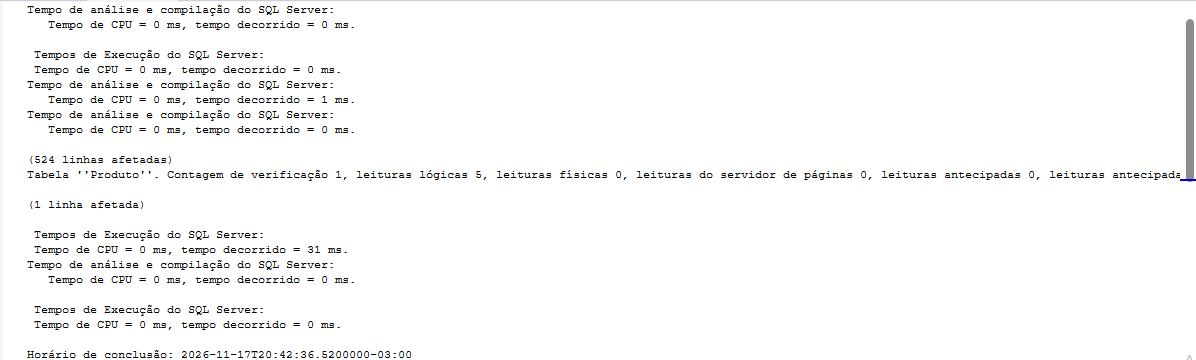 Tempo de análise e compilação do SQL Server:
Tempo de CPU = 0 ms, tempo decorrido = 0 ms.
Tempos de Execução do SQL Server:
Tempo de CPU = 0 ms, tempo decorrido = 0 ms.
Tempo de análise e compilação do SQL Server:
Tempo de CPU = 0 ms, tempo decorrido = 1 ms.
Tempo de análise e compilação do SQL Server:
Tempo de CPU = 0 ms, tempo decorrido = 0 ms.
(524 linhas afetadas)
Tabela ''Produto''. Contagem de verificação 1, leituras lógicas 5, leituras físicas 0, leituras do servidor de páginas 0, leituras antecipadas 0, leituras antecipada
(1 linha afetada)
Tempos de Execução do SQL Server:
Tempo de CPU = 0 ms, tempo decorrido = 31 ms.
Tempo de análise e compilação do SQL Server:
Tempo de CPU = 0 ms, tempo decorrido = 0 ms.
Tempos de Execução do SQL Server:
Tempo de CPU = 0 ms, tempo decorrido = 0 ms.
Horário de conclusão: 2026-11-17T20:42:36.5200000-03:00